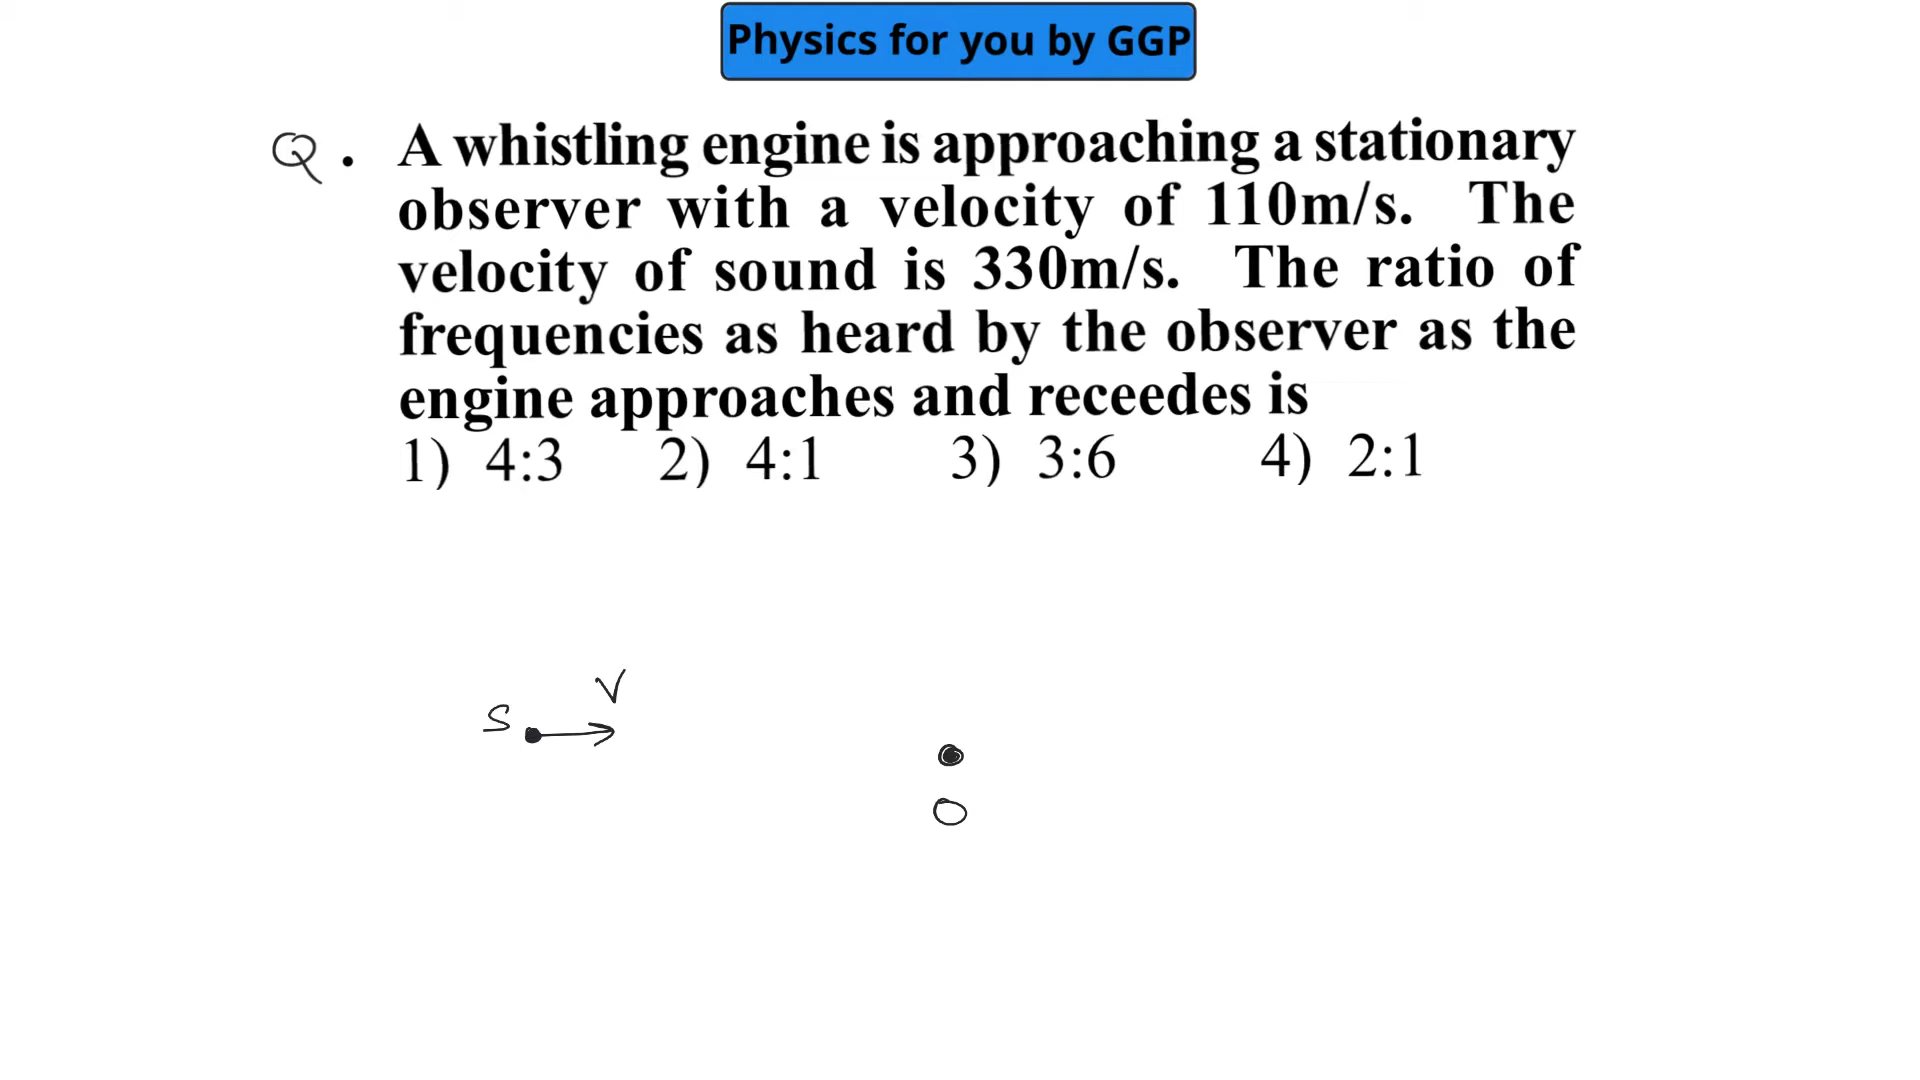 Physics for you by GGP
Q . A whistling engine is approaching a stationary
observer with a velocity of 110m/s. The
velocity of sound is 330m/s. The ratio of
frequencies as heard by the observer as the
engine approaches and receedes is
1) 4:3 2) 4:1 3) 3:6 4) 2:1
V
S
O